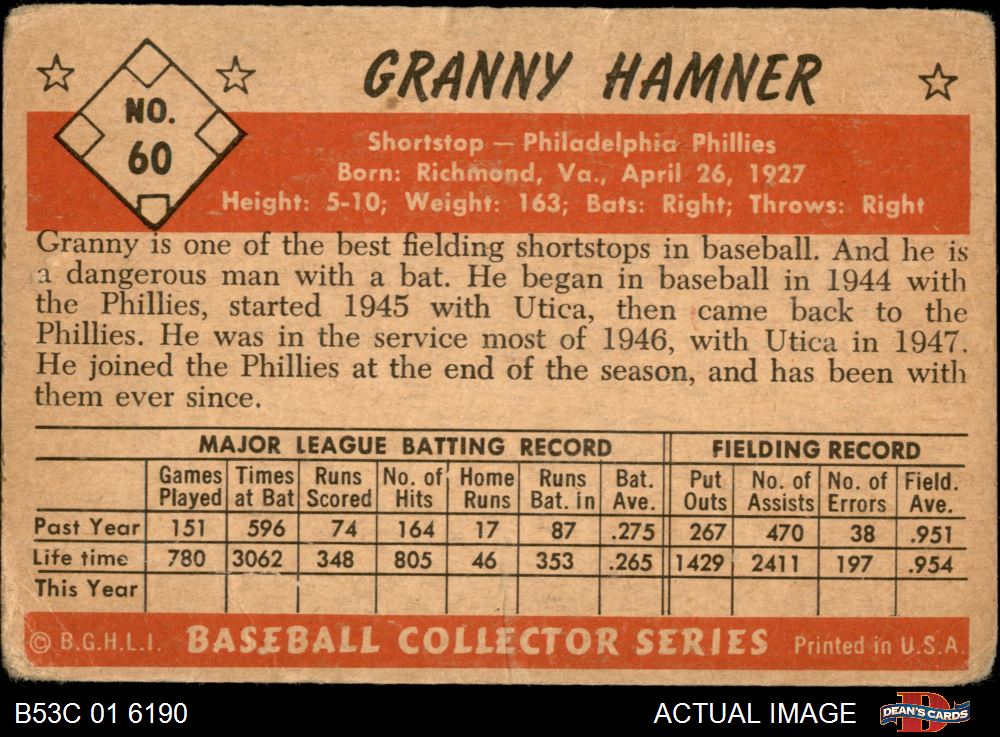 NO.
60
GRANNY HAMNER
Shortstop — Philadelphia Phillies
Born: Richmond, Va., April 26, 1927
Height: 5-10; Weight: 163; Bats: Right; Throws: Right
Granny is one of the best fielding shortstops in baseball. And he is
a dangerous man with a bat. He began in baseball in 1944 with
the Phillies, started 1945 with Utica, then came back to the
Phillies. He was in the service most of 1946, with Utica in 1947.
He joined the Phillies at the end of the season, and has been with
them ever since.
MAJOR LEAGUE BATTING RECORD FIELDING RECORD
Games Times Runs No. of Home Runs Bat. Put No. of No. of Field.
Played at Bat Scored Hits Runs Bat. in Ave. Outs Assists Errors Ave.
Past Year 151 596 74 164 17 87 .275 267 470 38 .951
Life time 780 3062 348 805 46 353 .265 1429 2411 197 .954
This Year
© B.G.H.L.I. BASEBALL COLLECTOR SERIES Printed in U.S.A.
B53C 01 6190 ACTUAL IMAGE DEAN'S CARDS